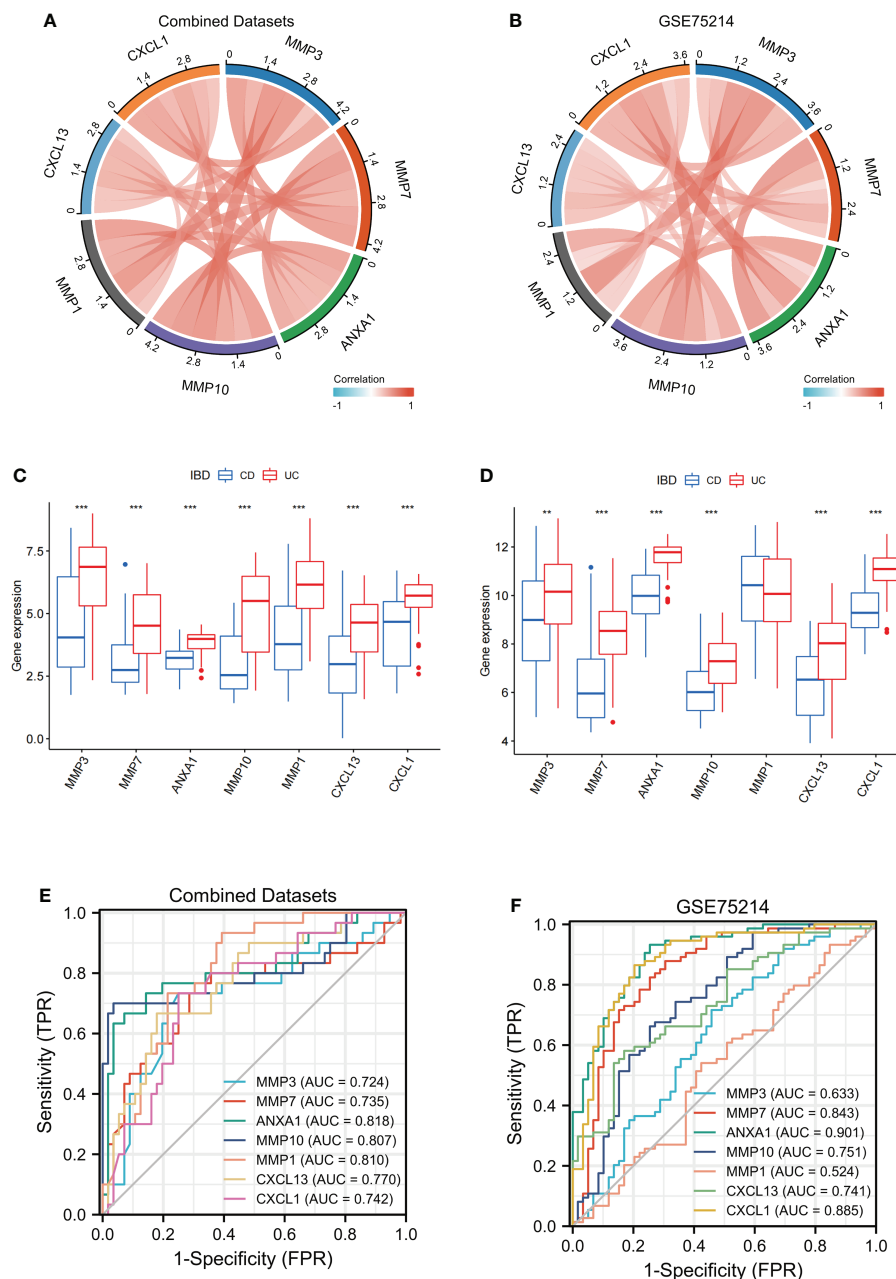 A
Combined Datasets
CXCL1
MMP3
MMP7
ANXA1
MMP10
MMP1
CXCL13
0 1.4 2.8
0 1.4 2.8 4.2
0 1.4 2.8 4.2
0 1.4 2.8
0 1.4 2.8 4.2
0 1.4 2.8
0 1.4 2.8
Correlation
-1 1
B
GSE75214
CXCL1
MMP3
MMP7
ANXA1
MMP10
MMP1
CXCL13
0 1.2 2.4 3.6
0 1.2 2.4 3.6
0 1.2 2.4
0 1.2 2.4 3.6
0 1.2 2.4 3.6
0 1.2 2.4
0 1.2 2.4
Correlation
-1 1
C
IBD CD UC
*** *** *** *** *** *** ***
Gene expression
7.5
5.0
2.5
0.0
MMP3 MMP7 ANXA1 MMP10 MMP1 CXCL13 CXCL1
D
IBD CD UC
** *** *** *** *** ***
Gene expression
12
10
8
6
4
MMP3 MMP7 ANXA1 MMP10 MMP1 CXCL13 CXCL1
E
Combined Datasets
Sensitivity (TPR)
1.0
0.8
0.6
0.4
0.2
0.0
MMP3 (AUC = 0.724)
MMP7 (AUC = 0.735)
ANXA1 (AUC = 0.818)
MMP10 (AUC = 0.807)
MMP1 (AUC = 0.810)
CXCL13 (AUC = 0.770)
CXCL1 (AUC = 0.742)
0.0 0.2 0.4 0.6 0.8 1.0
1-Specificity (FPR)
F
GSE75214
Sensitivity (TPR)
1.0
0.8
0.6
0.4
0.2
0.0
MMP3 (AUC = 0.633)
MMP7 (AUC = 0.843)
ANXA1 (AUC = 0.901)
MMP10 (AUC = 0.751)
MMP1 (AUC = 0.524)
CXCL13 (AUC = 0.741)
CXCL1 (AUC = 0.885)
0.0 0.2 0.4 0.6 0.8 1.0
1-Specificity (FPR)